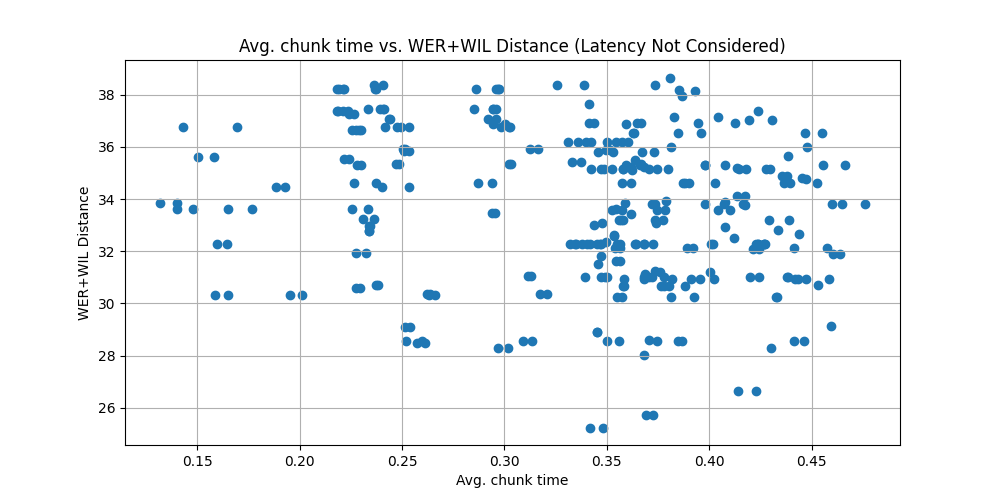 Avg. chunk time vs. WER+WIL Distance (Latency Not Considered)
WER+WIL Distance
38
36
34
32
30
28
26
0.15 0.20 0.25 0.30 0.35 0.40 0.45
Avg. chunk time